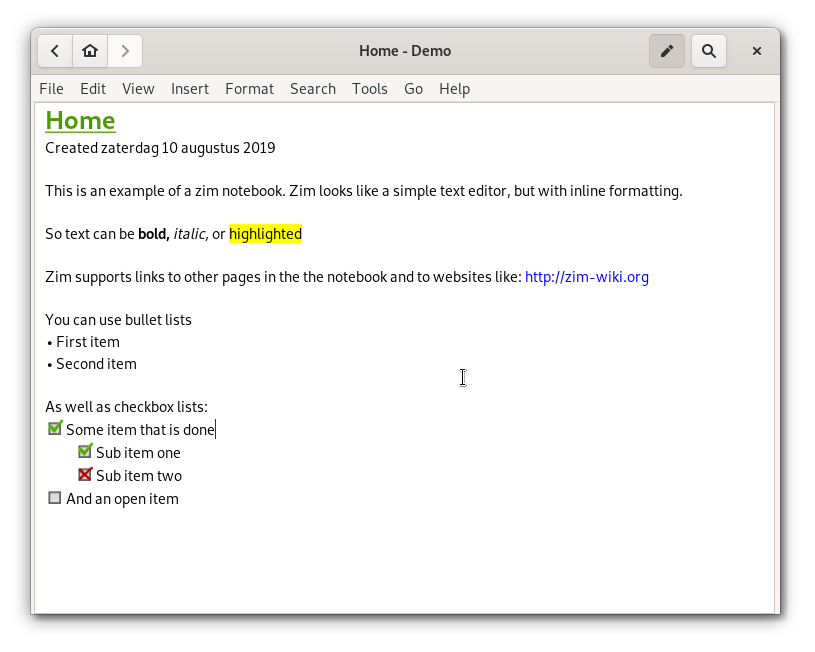 Home - Demo
File Edit View Insert Format Search Tools Go Help
Home
Created zaterdag 10 augustus 2019
This is an example of a zim notebook. Zim looks like a simple text editor, but with inline formatting.
So text can be bold, italic, or highlighted
Zim supports links to other pages in the the notebook and to websites like: http://zim-wiki.org
You can use bullet lists
• First item
• Second item
As well as checkbox lists:
Some item that is done
Sub item one
Sub item two
And an open item